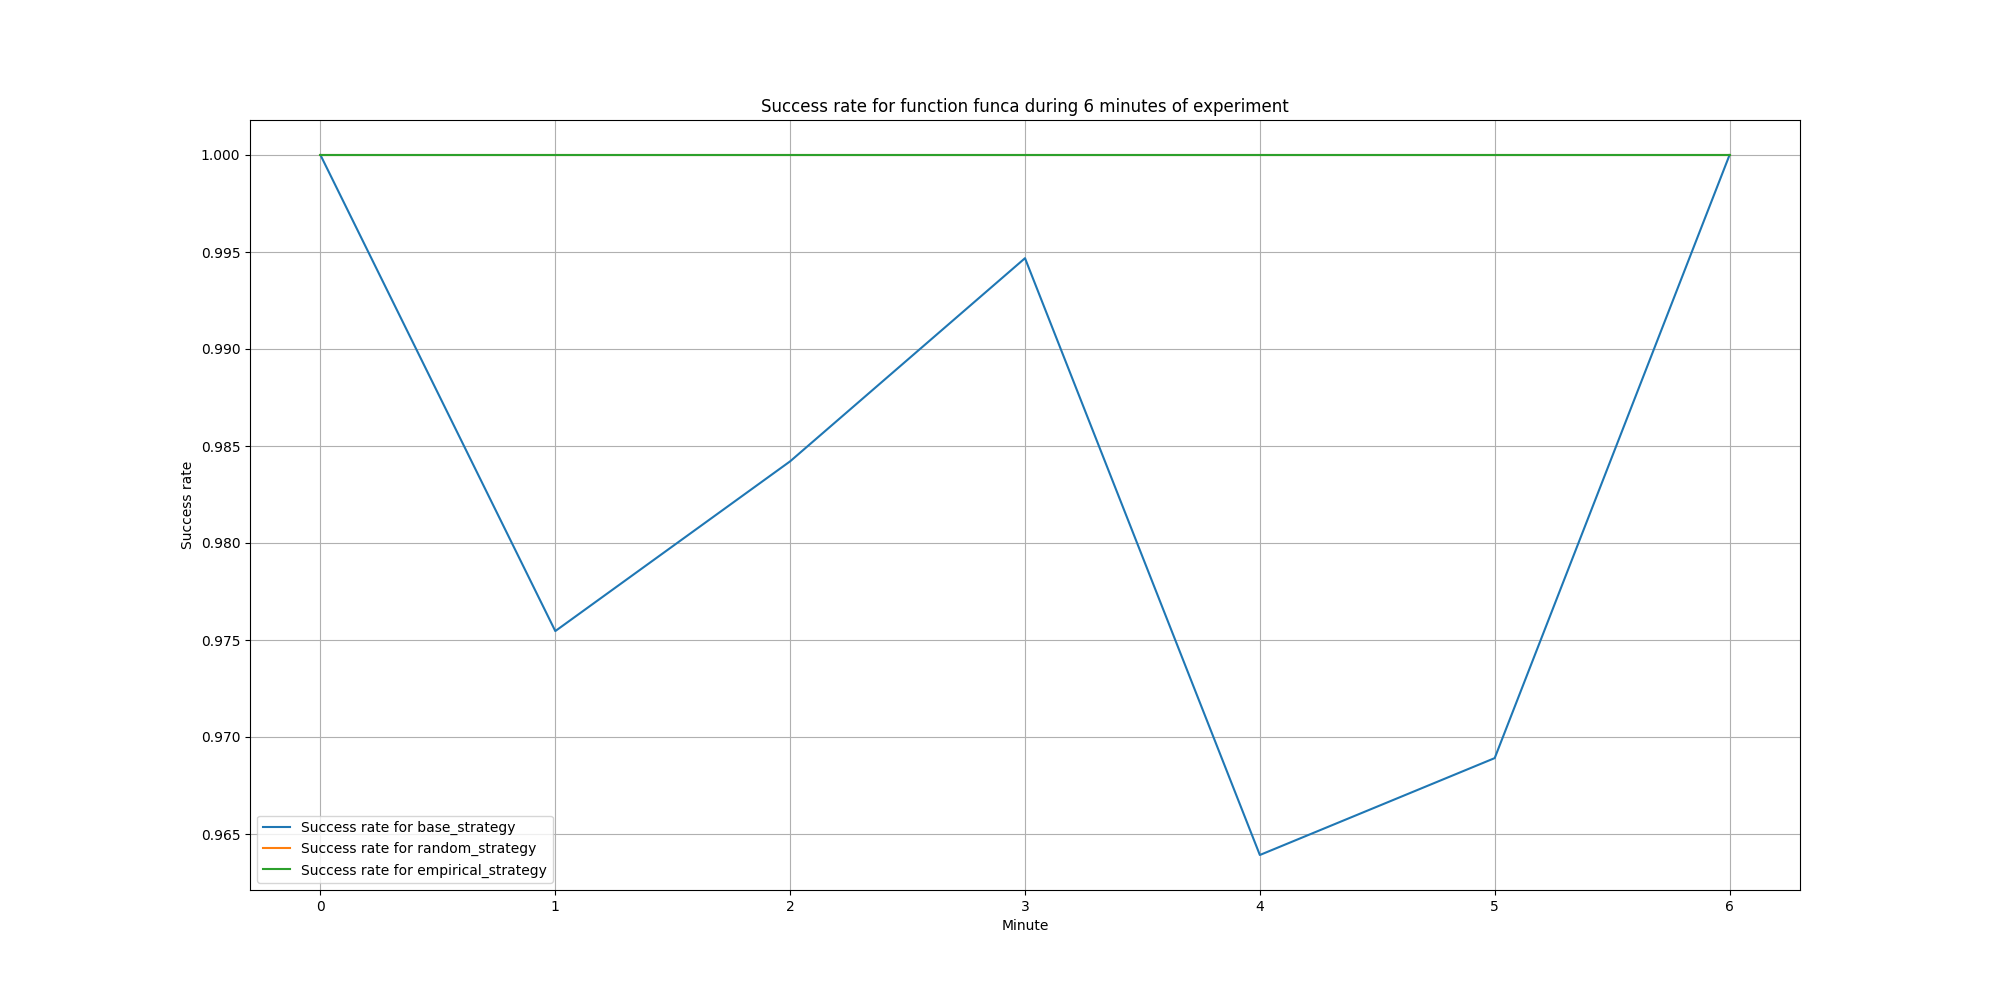 Success rate for function funca during 6 minutes of experiment
1.000
0.995
0.990
0.985
0.980
0.975
0.970
0.965
Success rate
Success rate for base_strategy
Success rate for random_strategy
Success rate for empirical_strategy
0 1 2 3 4 5 6
Minute